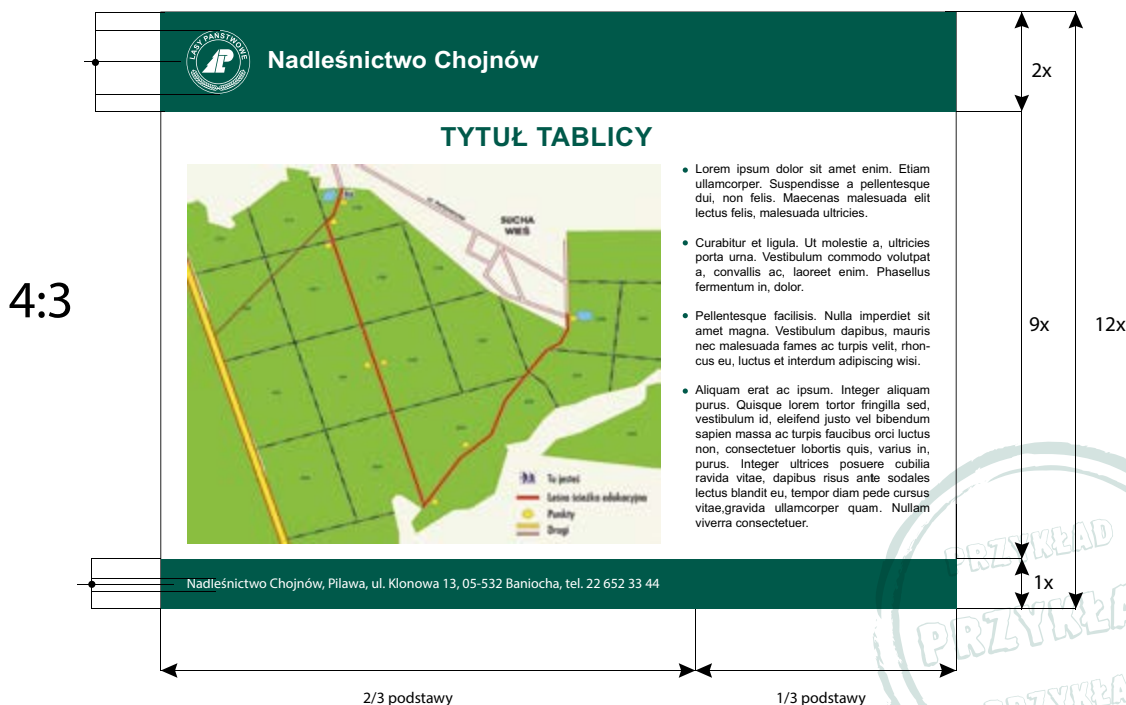 LASY PAŃSTWOWE
Nadleśnictwo Chojnów
2x
TYTUŁ TABLICY
SUCHA
WIEŚ
Tu jesteś
Leśna ścieżka edukacyjna
Punkty
Drogi
• Lorem ipsum dolor sit amet enim. Etiam
ullamcorper. Suspendisse a pellentesque
dui, non felis. Maecenas malesuada elit
lectus felis, malesuada ultricies.
• Curabitur et ligula. Ut molestie a, ultricies
porta urna. Vestibulum commodo volutpat
a, convallis ac, laoreet enim. Phasellus
fermentum in, dolor.
• Pellentesque facilisis. Nulla imperdiet sit
amet magna. Vestibulum dapibus, mauris
nec malesuada fames ac turpis velit, rhon-
cus eu, luctus et interdum adipiscing wisi.
• Aliquam erat ac ipsum. Integer aliquam
purus. Quisque lorem tortor fringilla sed,
vestibulum id, eleifend justo vel bibendum
sapien massa ac turpis faucibus orci luctus
non, consectetuer lobortis quis, varius in,
purus. Integer ultrices posuere cubilia
ravida vitae, dapibus risus ante sodales
lectus blandit eu, tempor diam pede cursus
vitae,gravida ullamcorper quam. Nullam
viverra consectetuer.
4:3
9x
12x
Nadleśnictwo Chojnów, Pilawa, ul. Klonowa 13, 05-532 Baniocha, tel. 22 652 33 44
1x
2/3 podstawy
1/3 podstawy
PRZYKŁAD